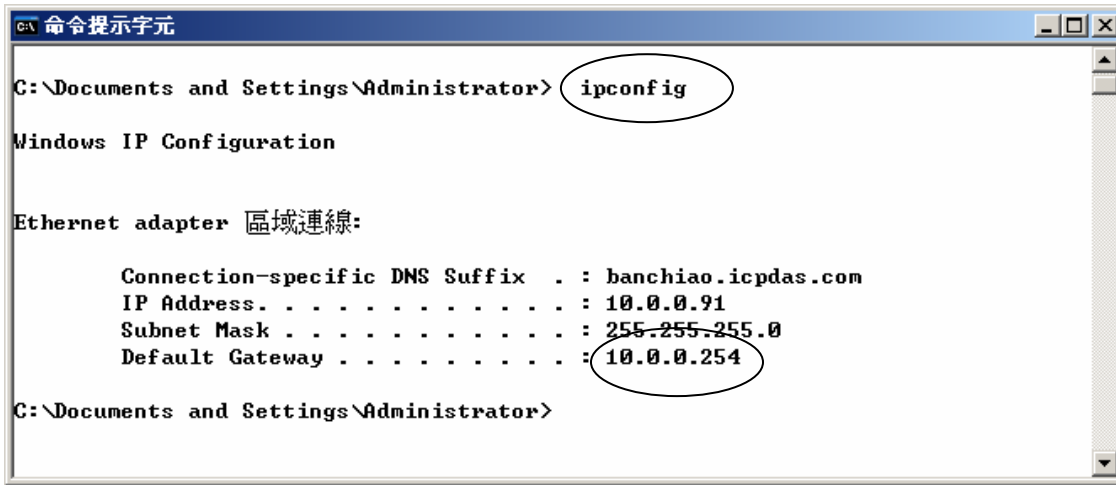 命令提示字元
C:\Documents and Settings\Administrator> ipconfig
Windows IP Configuration
Ethernet adapter 區域連線:
Connection-specific DNS Suffix  . : banchiao.icpdas.com
IP Address. . . . . . . . . . . . : 10.0.0.91
Subnet Mask . . . . . . . . . . . : 255.255.255.0
Default Gateway . . . . . . . . . : 10.0.0.254
C:\Documents and Settings\Administrator>